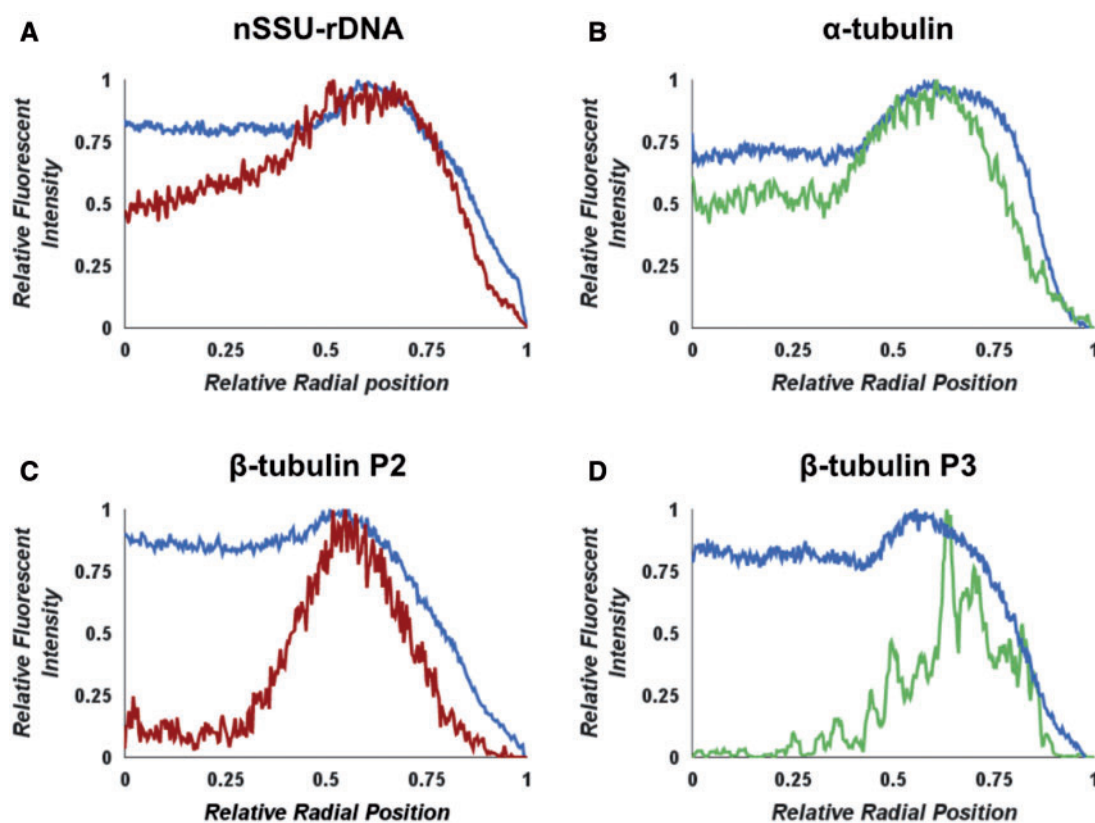 A
nSSU-rDNA
1
0.75
0.5
0.25
0
Relative Fluorescent
Intensity
0 0.25 0.5 0.75 1
Relative Radial position
B
α-tubulin
1
0.75
0.5
0.25
0
Relative Fluorescent
Intensity
0 0.25 0.5 0.75 1
Relative Radial Position
C
β-tubulin P2
1
0.75
0.5
0.25
0
Relative Fluorescent
Intensity
0 0.25 0.5 0.75 1
Relative Radial Position
D
β-tubulin P3
1
0.75
0.5
0.25
0
Relative Fluorescent
Intensity
0 0.25 0.5 0.75 1
Relative Radial Position